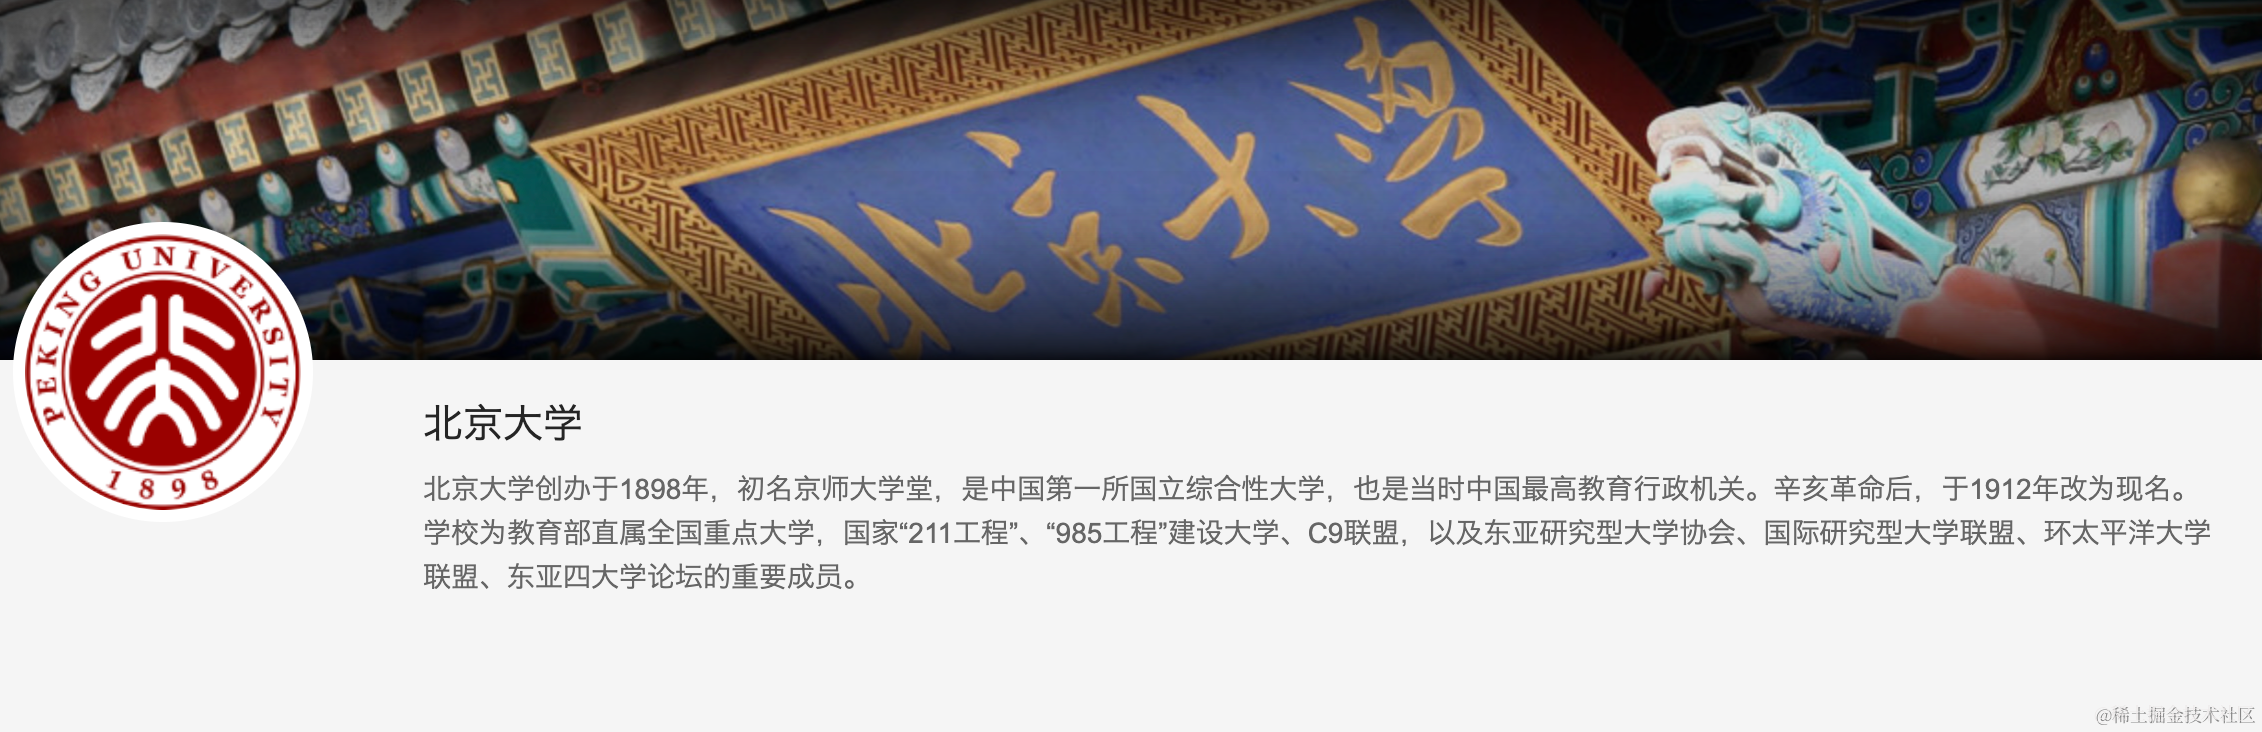 北京大学
PEKING UNIVERSITY
1898
北京大学
北京大学创办于1898年，初名京师大学堂，是中国第一所国立综合性大学，也是当时中国最高教育行政机关。辛亥革命后，于1912年改为现名。
学校为教育部直属全国重点大学，国家“211工程”、“985工程”建设大学、C9联盟，以及东亚研究型大学协会、国际研究型大学联盟、环太平洋大学
联盟、东亚四大学论坛的重要成员。
@稀土掘金技术社区